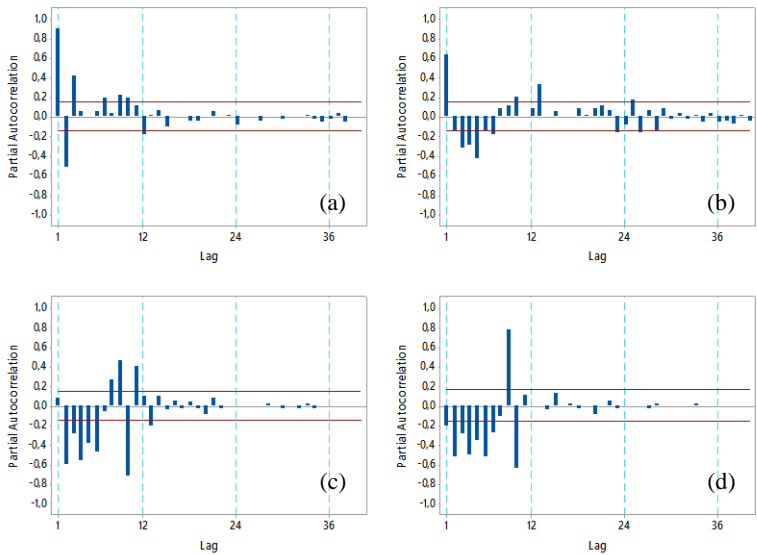 1,0
0,8
0,6
0,4
0,2
0,0
-0,2
-0,4
-0,6
-0,8
-1,0
Partial Autocorrelation
1 12 24 36
Lag
(a)
1,0
0,8
0,6
0,4
0,2
0,0
-0,2
-0,4
-0,6
-0,8
-1,0
Partial Autocorrelation
1 12 24 36
Lag
(b)
1,0
0,8
0,6
0,4
0,2
0,0
-0,2
-0,4
-0,6
-0,8
-1,0
Partial Autocorrelation
1 12 24 36
Lag
(c)
1,0
0,8
0,6
0,4
0,2
0,0
-0,2
-0,4
-0,6
-0,8
-1,0
Partial Autocorrelation
1 12 24 36
Lag
(d)